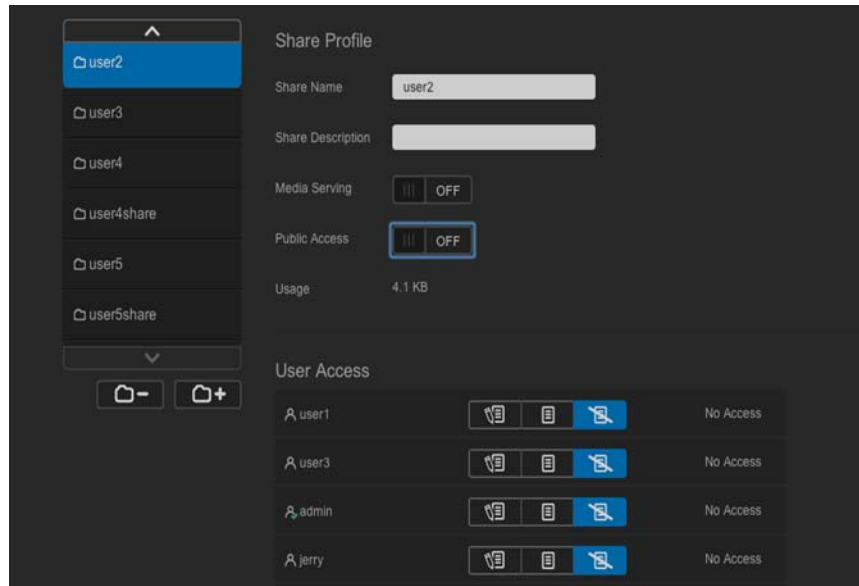 user2
user3
user4
user4share
user5
user5share
Share Profile
Share Name user2
Share Description
Media Serving OFF
Public Access OFF
Usage 4.1 KB
User Access
user1 No Access
user3 No Access
admin No Access
jerry No Access